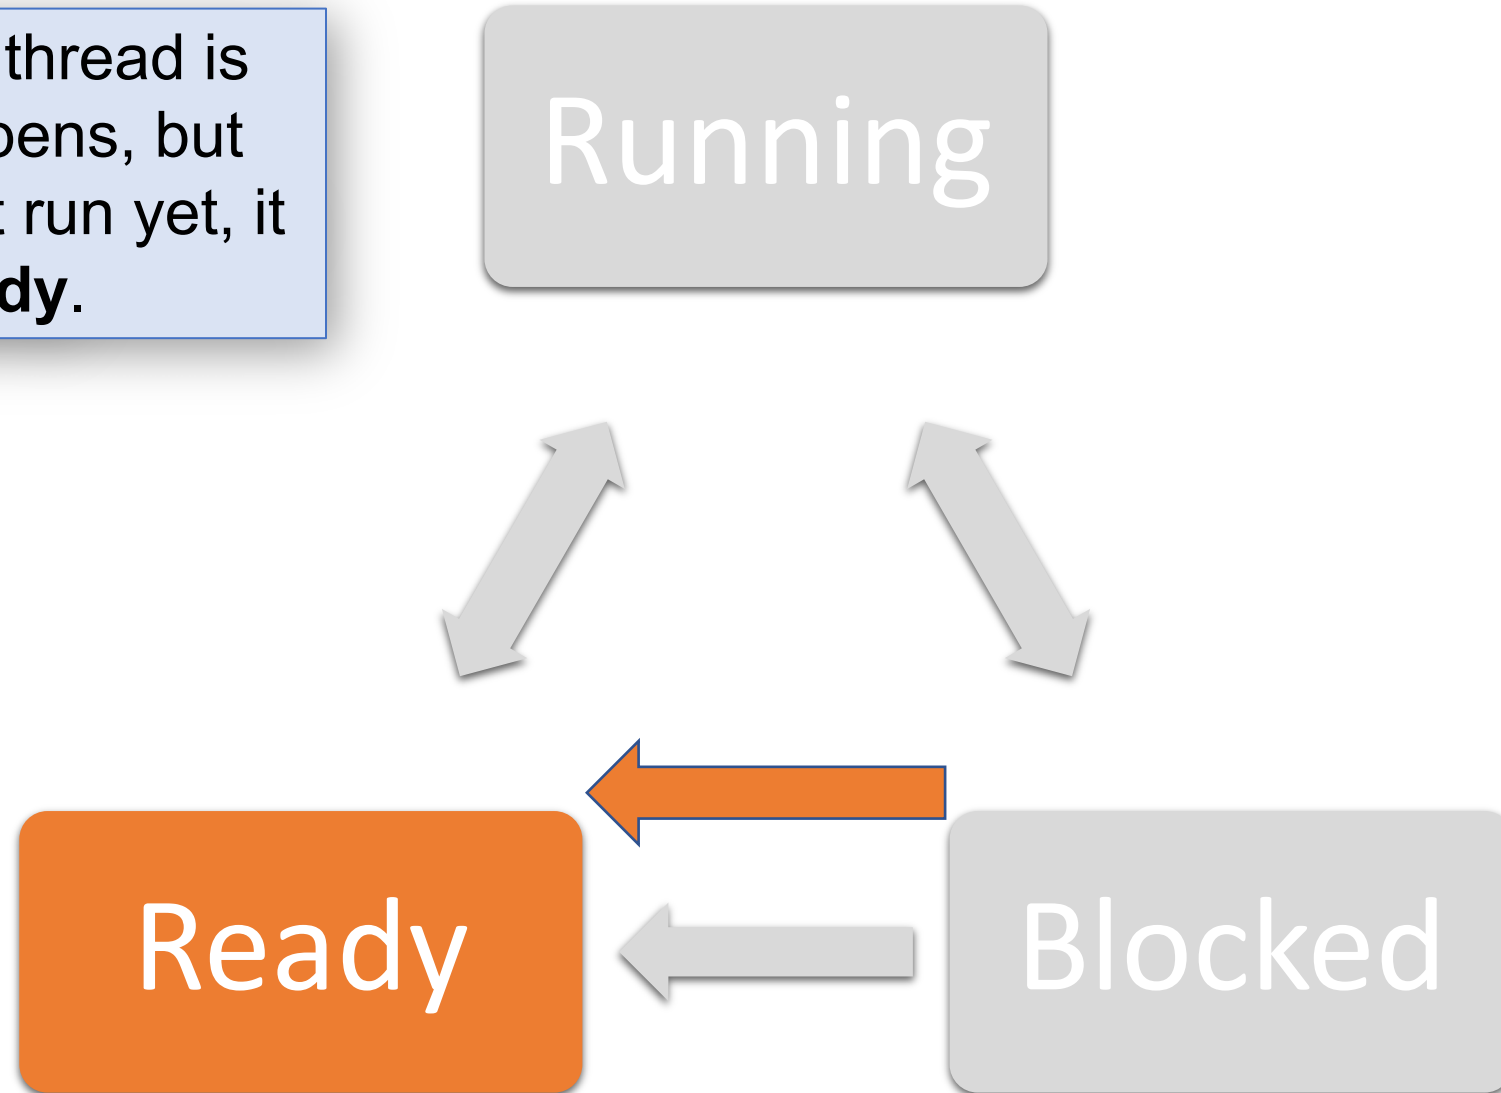 thread is
pens, but
run yet, it
dy.
Running
Ready
Blocked